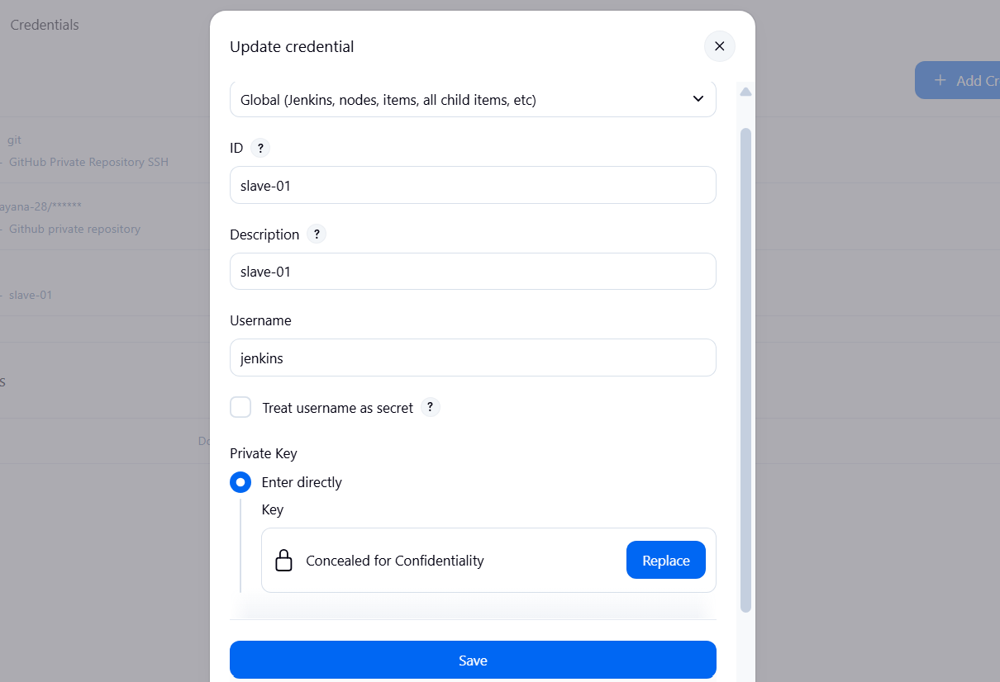 Credentials
Update credential
Add Cr
Global (Jenkins, nodes, items, all child items, etc)
git
GitHub Private Repository SSH
ayana-28/******
Github private repository
slave-01
ID ?
slave-01
Description ?
slave-01
Username
jenkins
Treat username as secret ?
Private Key
Enter directly
Key
Concealed for Confidentiality
Replace
Save